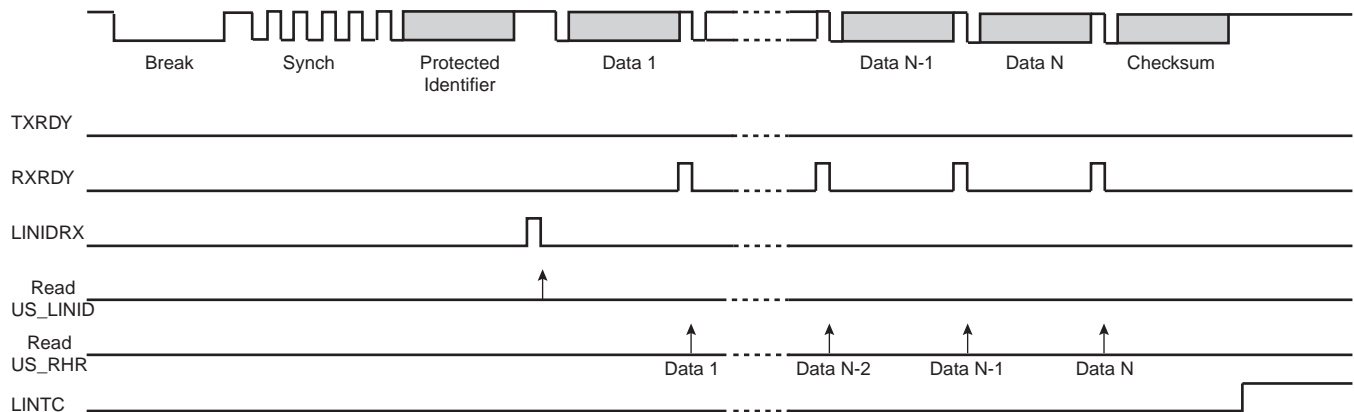 Break
Synch
Protected
Identifier
Data 1
Data N-1
Data N
Checksum
TXRDY
RXRDY
LINIDRX
Read
US_LINID
Read
US_RHR
Data 1
Data N-2
Data N-1
Data N
LINTC